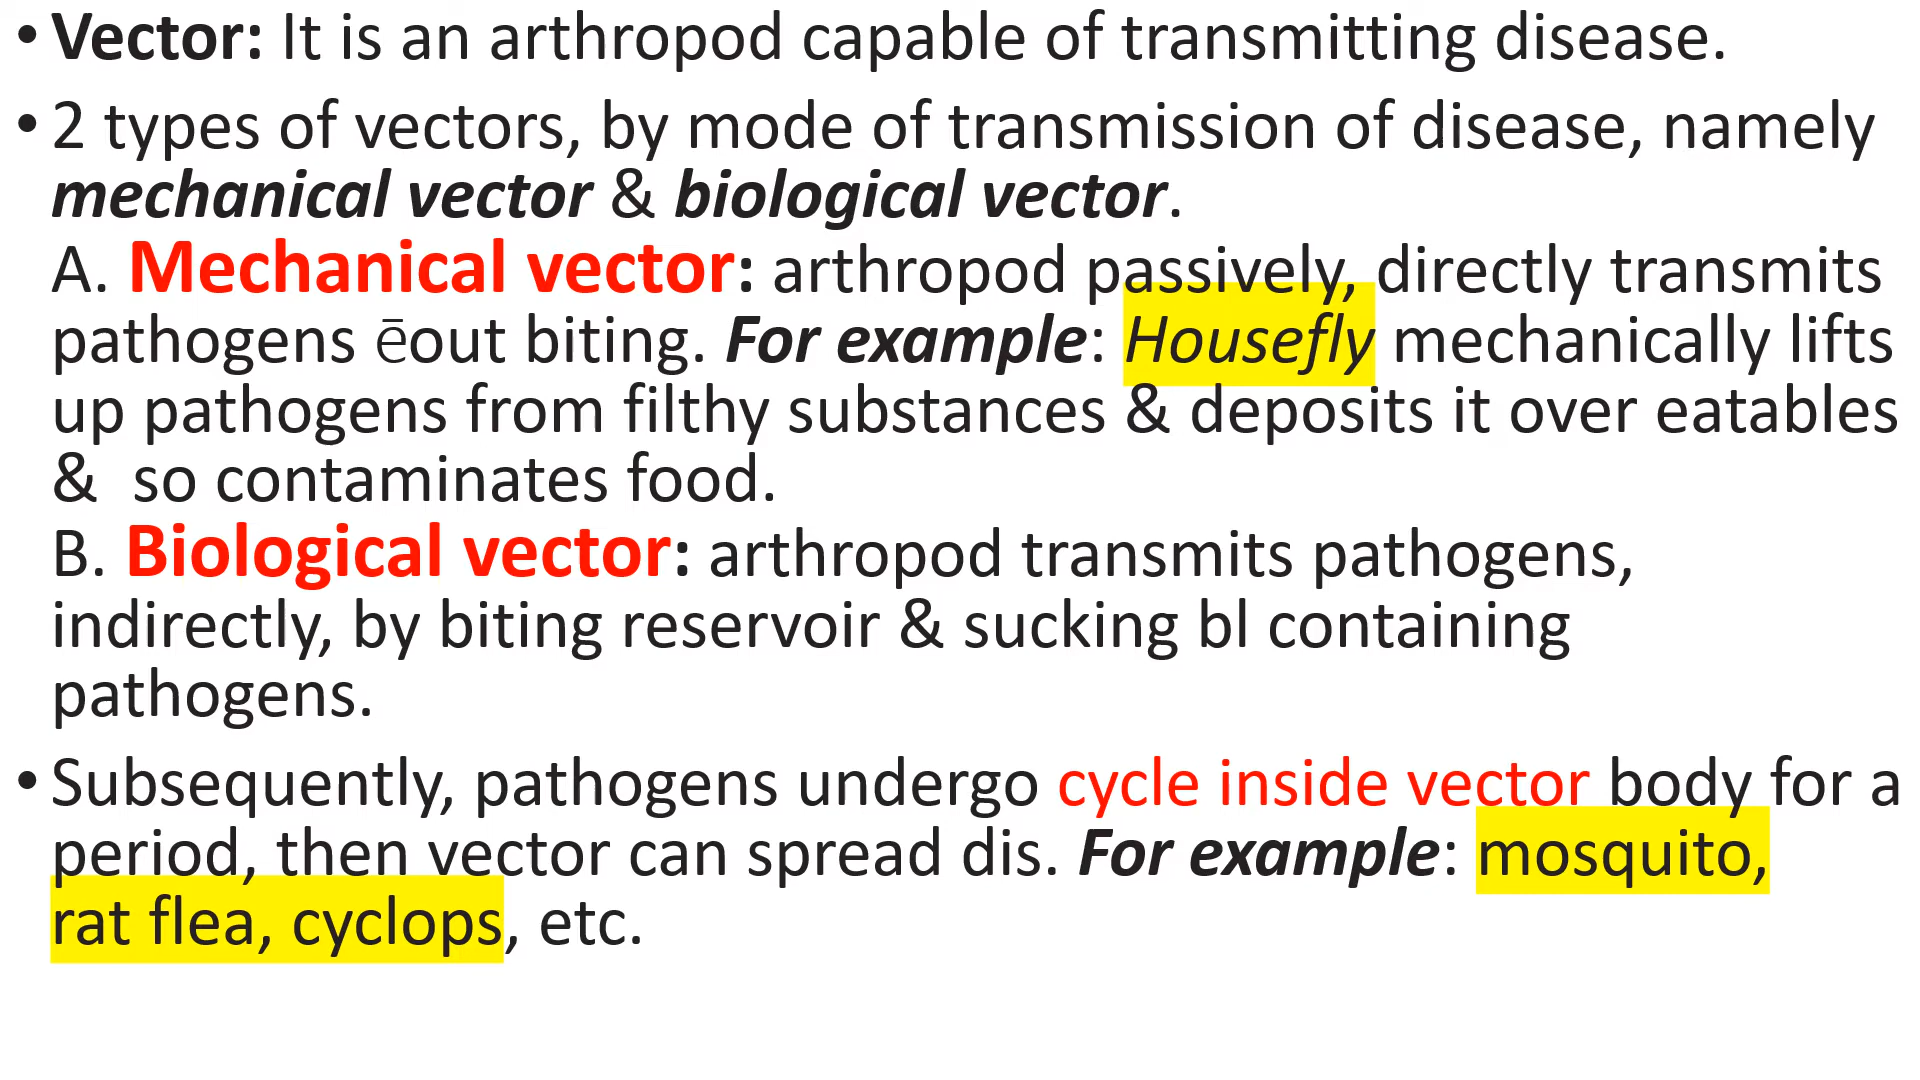 • Vector: It is an arthropod capable of transmitting disease.
• 2 types of vectors, by mode of transmission of disease, namely
mechanical vector & biological vector.
A. Mechanical vector: arthropod passively, directly transmits
pathogens ēout biting. For example: Housefly mechanically lifts
up pathogens from filthy substances & deposits it over eatables
& so contaminates food.
B. Biological vector: arthropod transmits pathogens,
indirectly, by biting reservoir & sucking bl containing
pathogens.
• Subsequently, pathogens undergo cycle inside vector body for a
period, then vector can spread dis. For example: mosquito,
rat flea, cyclops, etc.